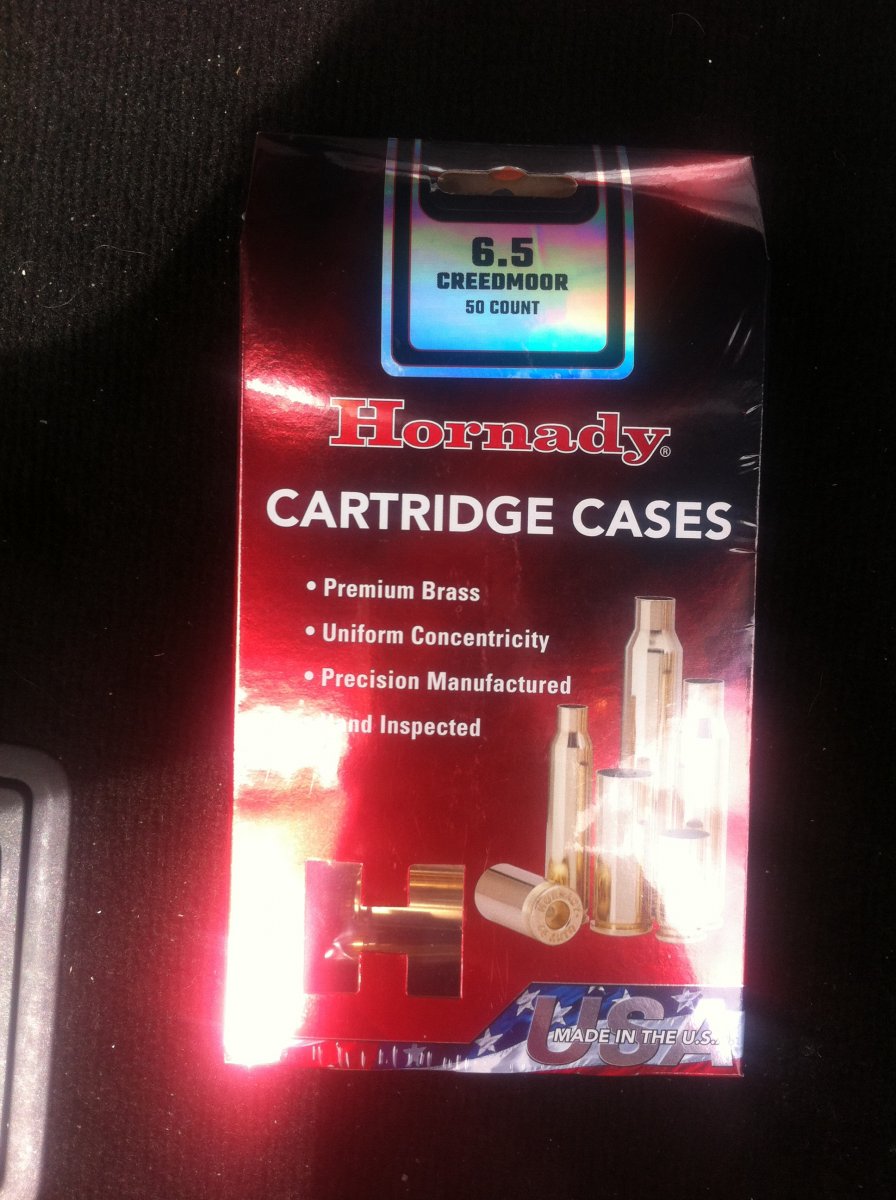 6.5
CREEDMOOR
50 COUNT
Hornady®
CARTRIDGE CASES
• Premium Brass
• Uniform Concentricity
• Precision Manufactured
Inspected
USA
MADE IN THE U.S.